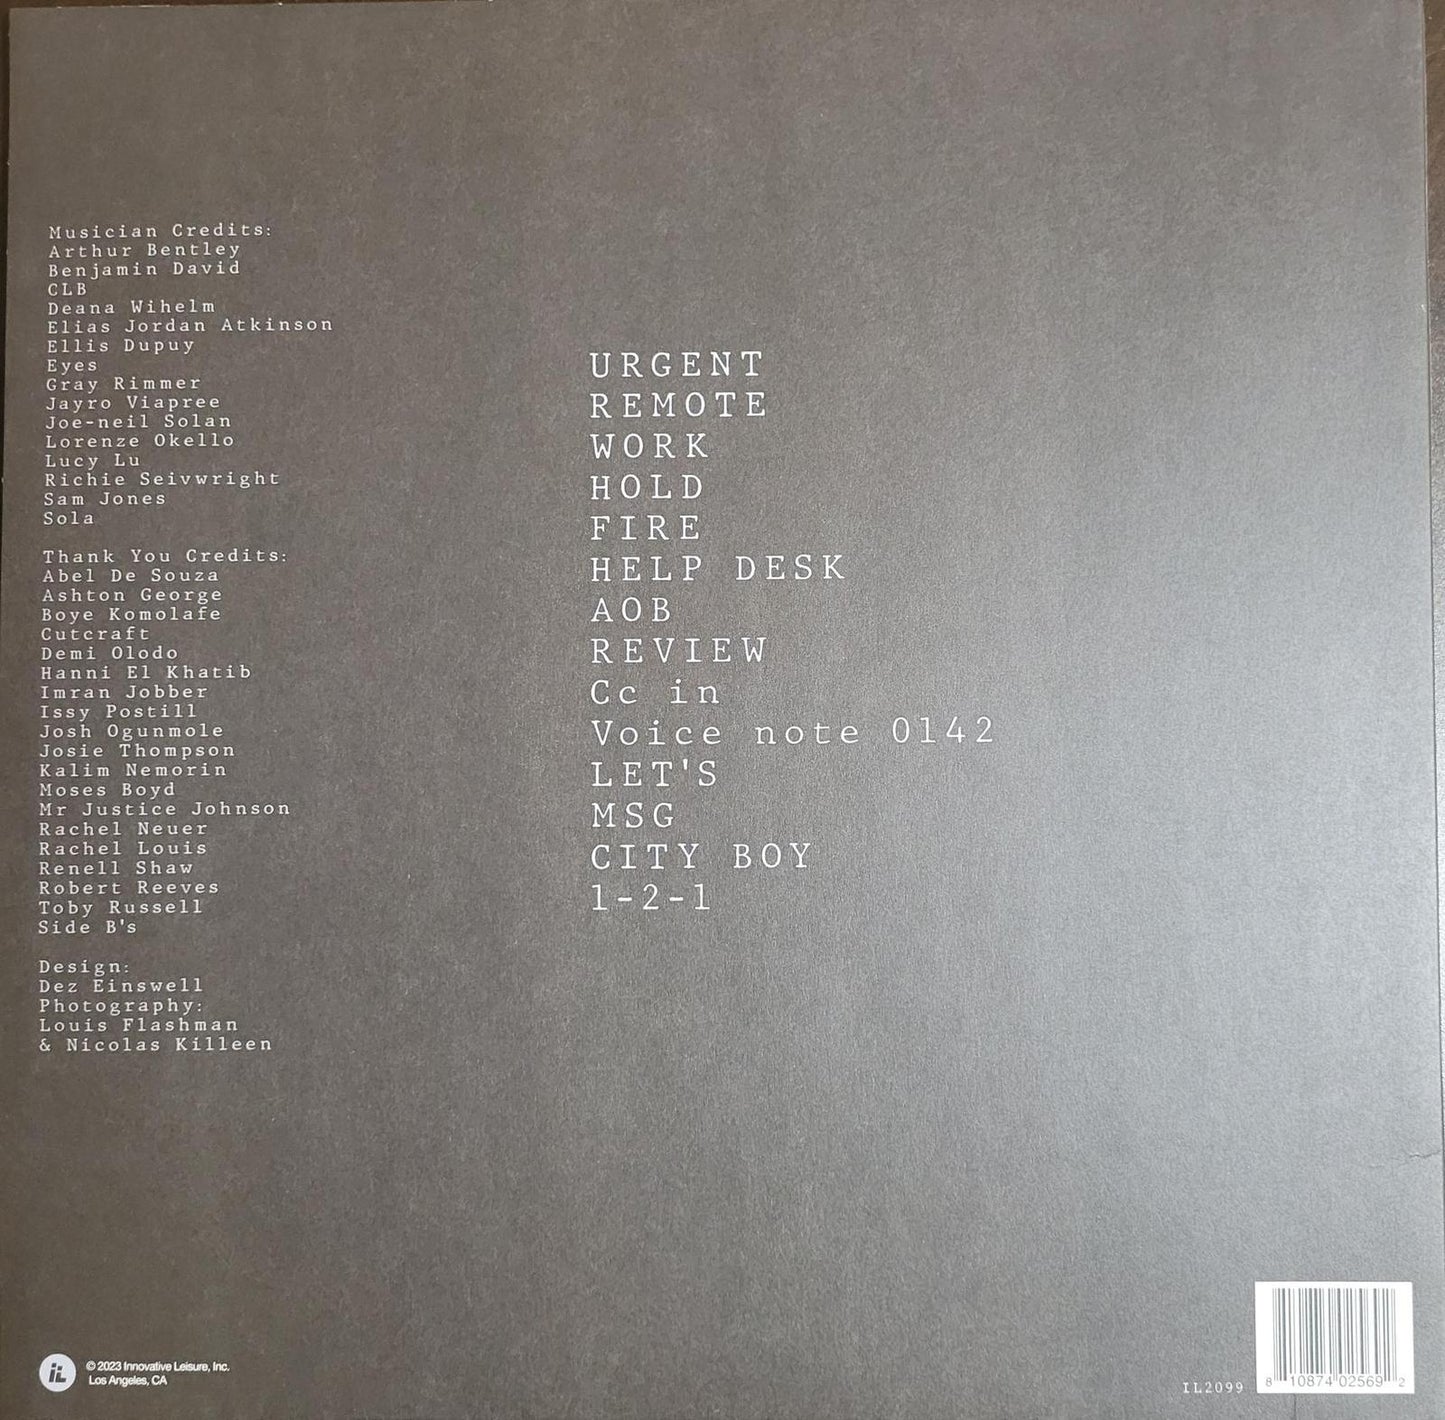 Musician Credits:
Arthur Bentley
Benjamin David
CLB
Deana Wihelm
Elias Jordan Atkinson
Ellis Dupuy
Eyes
Gray Rimmer
Jayro Viapree
Joe-neil Solan
Lorenze Okello
Lucy Lu
Richie Seivwright
Sam Jones
Sola
Thank You Credits:
Abel De Souza
Ashton George
Boye Komolafe
Cutcraft
Demi Olodo
Hanni El Khatib
Imran Jobber
Issy Postill
Josh Ogunmole
Josie Thompson
Kalim Nemorin
Moses Boyd
Mr Justice Johnson
Rachel Neuer
Rachel Louis
Renell Shaw
Robert Reeves
Toby Russell
Side B's
Design:
Dez Einswell
Photography:
Louis Flashman
& Nicolas Killeen
URGENT
REMOTE
WORK
HOLD
FIRE
HELP DESK
AOB
REVIEW
Cc in
Voice note 0142
LET'S
MSG
CITY BOY
1-2-1
iL
© 2023 Innovative Leisure, Inc.
Los Angeles, CA
IL2099
8 10874 02569 2